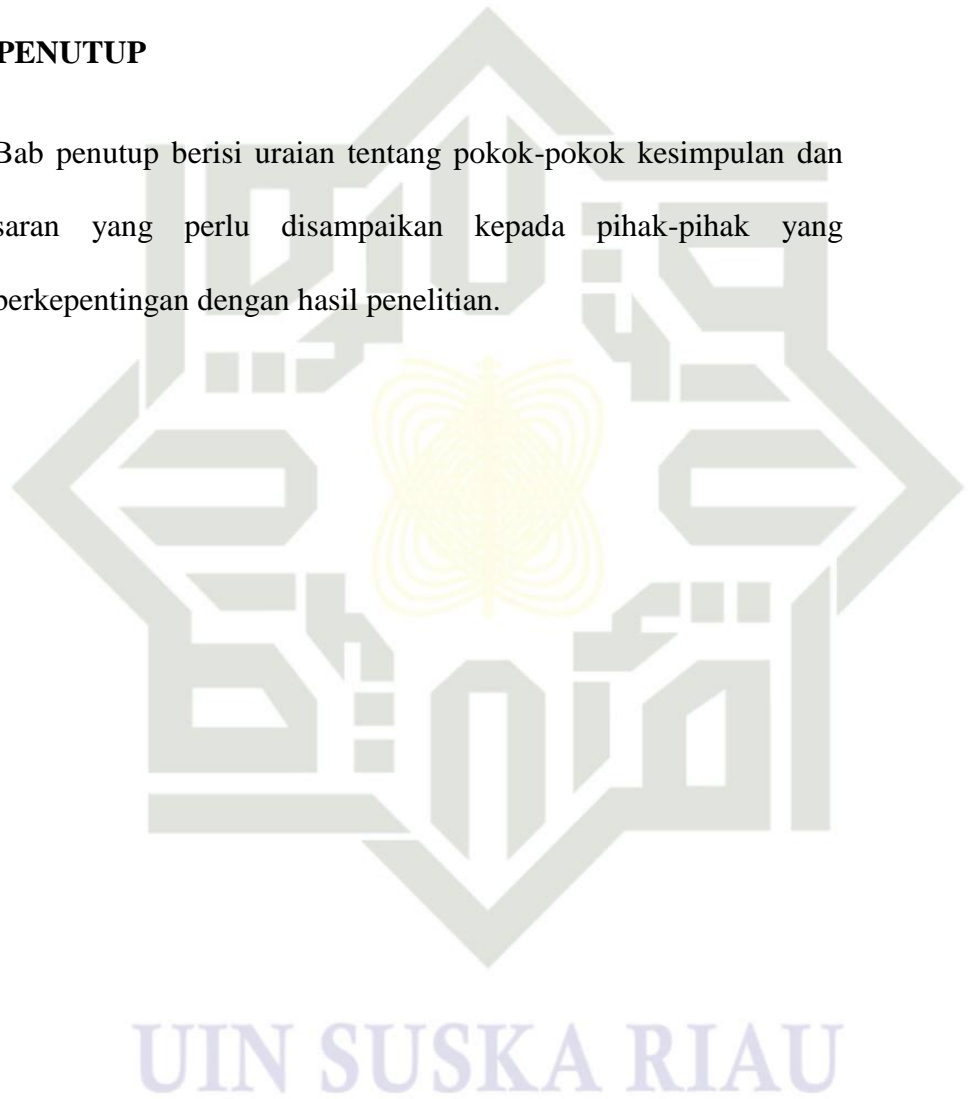 PENUTUP
Bab penutup berisi uraian tentang pokok-pokok kesimpulan dan
saran yang perlu disampaikan kepada pihak-pihak yang
berkepentingan dengan hasil penelitian.
UIN SUSKA RIAU